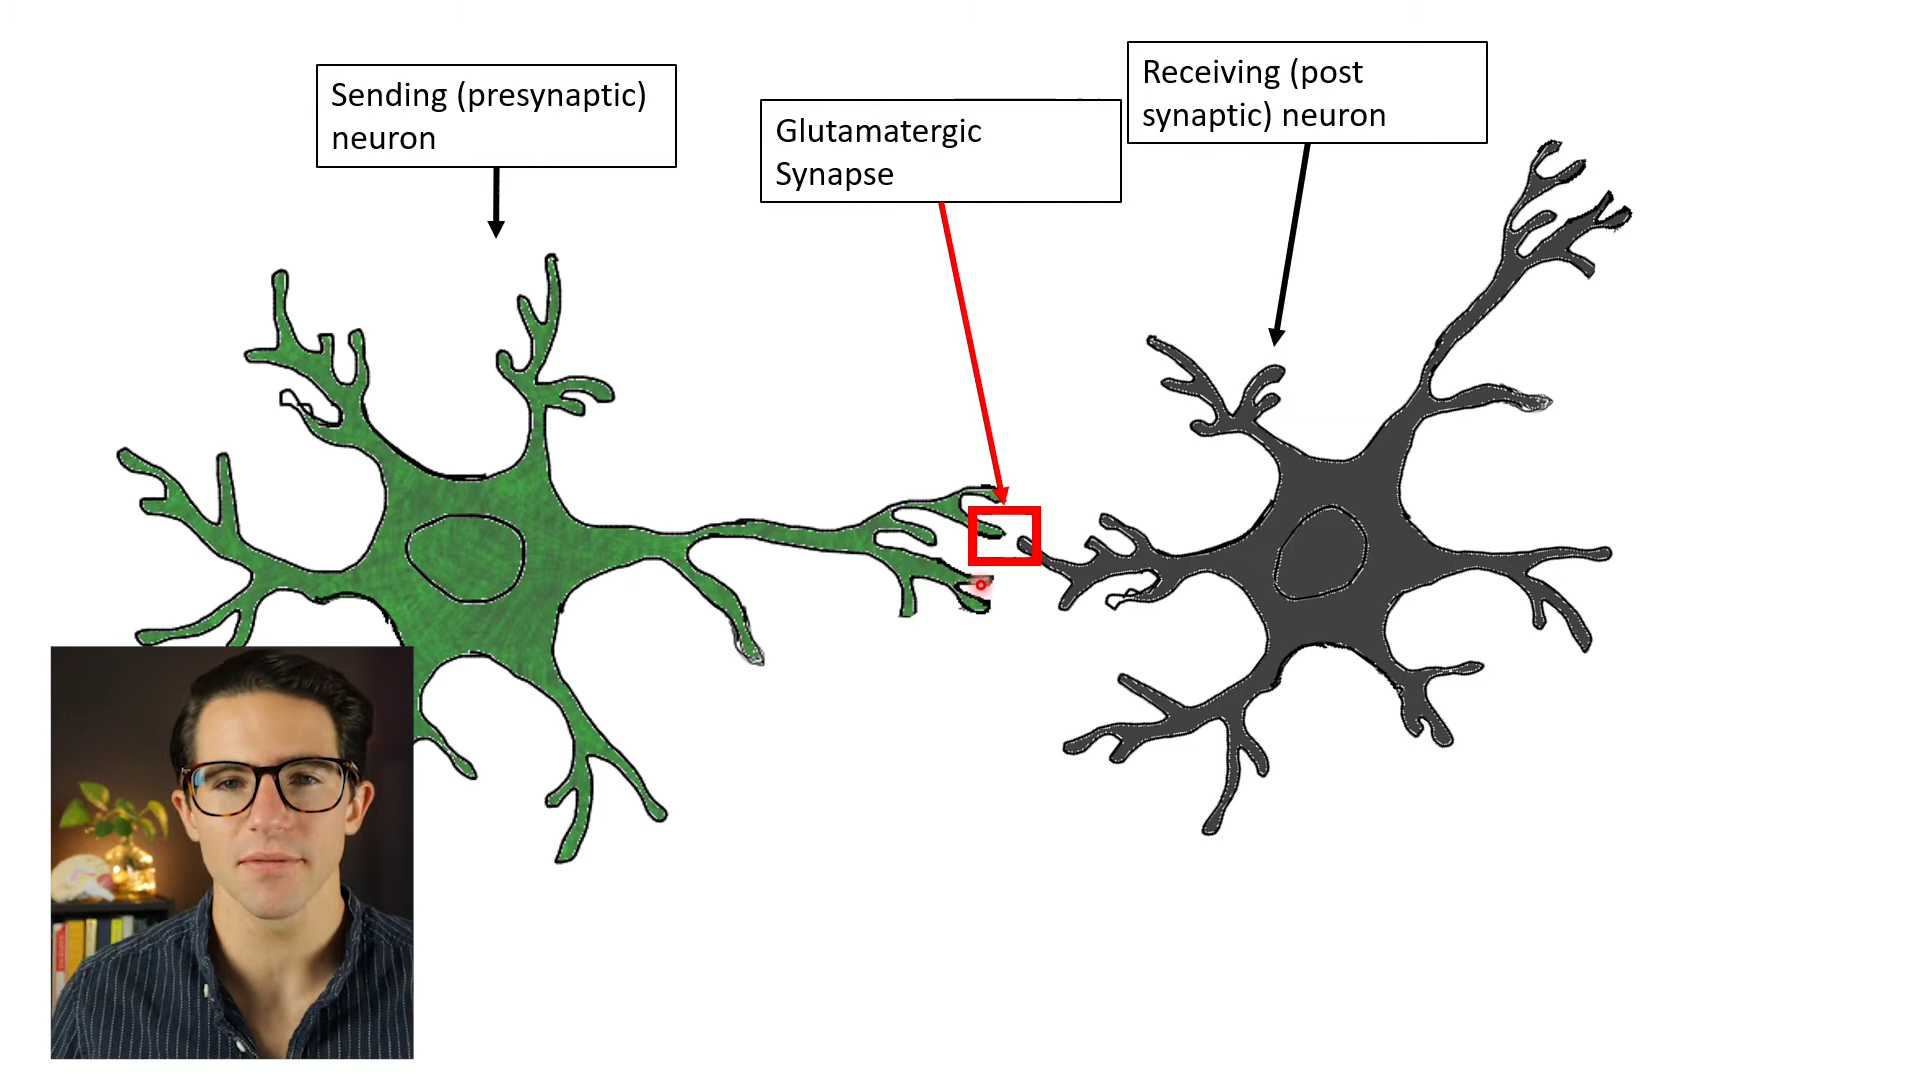 Sending (presynaptic)
neuron
Glutamatergic
Synapse
Receiving (post
synaptic) neuron